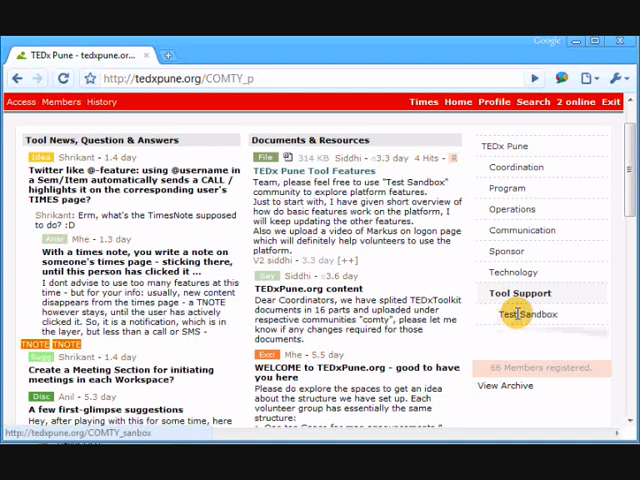 Google
TEDx Pune - tedxpune.or...
http://tedxpune.org/COMTY_p
Access Members History
Times Home Profile Search 2 online Exit
Tool News, Question & Answers
Idea Shrikant - 1.4 day
Twitter like @-feature: using @username in
a Sem/Item automatically sends a CALL /
highlights it on the corresponding user's
TIMES page?
Shrikant: Erm, what's the TimesNote supposed
to do? :D
Mhe - 1.3 day
With a times note, you write a note on
someone's times page - sticking there,
until this person has clicked it ...
I dont advise to use too many features at this
time - but for your info: usually, new content
disappears from the times page - a TNOTE
however stays, until the user has actively
clicked it. So, it is a notification, which is in
the layer, but less than a call or SMS -
TNOTE TNOTE
Sugg Shrikant - 1.4 day
Create a Meeting Section for initiating
meetings in each Workspace?
Disc Anil - 5.3 day
A few first-glimpse suggestions
Hey, after playing with this for some time, here
Documents & Resources
File 314 KB Siddhi - e3.3 day 4 Hits - R
TEDx Pune Tool Features
Team, please feel free to use "Test Sandbox"
community to explore platform features.
Just to start with, I have given short overview of
how do basic features work on the platform, I
will keep updating the other features.
Also we upload a video of Markus on logon page
which will definitely help volunteers to use the
platform.
V2 siddhi - 3.3 day [++]
Say Siddhi - e3.6 day
TEDxPune.org content
Dear Coordinators, we have splited TEDxToolkit
documents in 16 parts and uploaded under
respective communities "comty", please let me
know if any changes required for those
documents.
Exci Mhe - 5.5 day
WELCOME to TEDxPune.org - good to have
you here
Please do explore the spaces to get an idea
about the structure we have set up. Each
volunteer group has essentially the same
structure:
TEDx Pune
Coordination
Program
Operations
Communication
Sponsor
Technology
Tool Support
Test Sandbox
66 Members registered.
View Archive
http://tedxpune.org/COMTY_sanbox